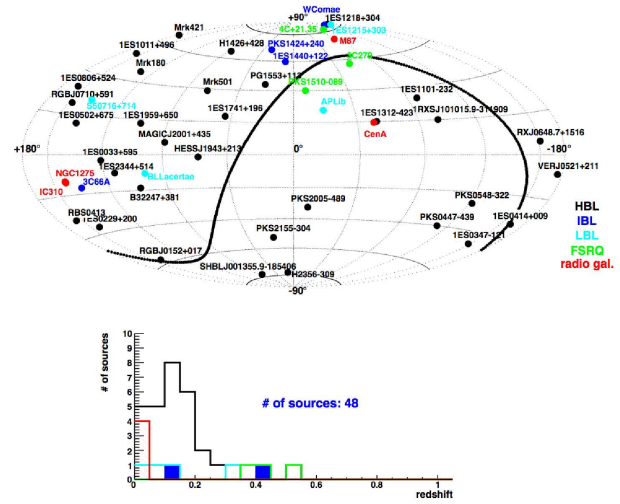 +90°
WComae
1ES1218+304
4C+21.35
1ES1215+303
Mrk421
M87
H1426+428
PKS1424+240
1ES1011+496
1ES1440+122
3C279
Mrk180
PG1553+113
1ES0806+524
Mrk501
PKS1510-089
RGBJ0710+591
S50716+714
1ES1101-232
1ES1741+196
APLib
1ES1312-423
1RXSJ101015.9-311909
1ES0502+675
1ES1959+650
MAGICJ2001+435
RXJ0648.7+1516
+180°
HESSJ1943+213
0°
-180°
1ES0033+595
1ES2344+514
VERJ0521+211
NGC1275
BLLacertae
CenA
IC310
3C66A
B32247+381
PKS2005-489
PKS0548-322
HBL
RBS0413
1ES0229+200
PKS0447-439
1ES0414+009
IBL
PKS2155-304
LBL
1ES0347-121
RGBJ0152+017
FSRQ
SHBLJ001355.9-185406
H2356-309
radio gal.
-90°
# of sources
10
9
8
7
6
5
4
3
2
1
0
# of sources: 48
0 0.2 0.4 0.6 0.8 1
redshift